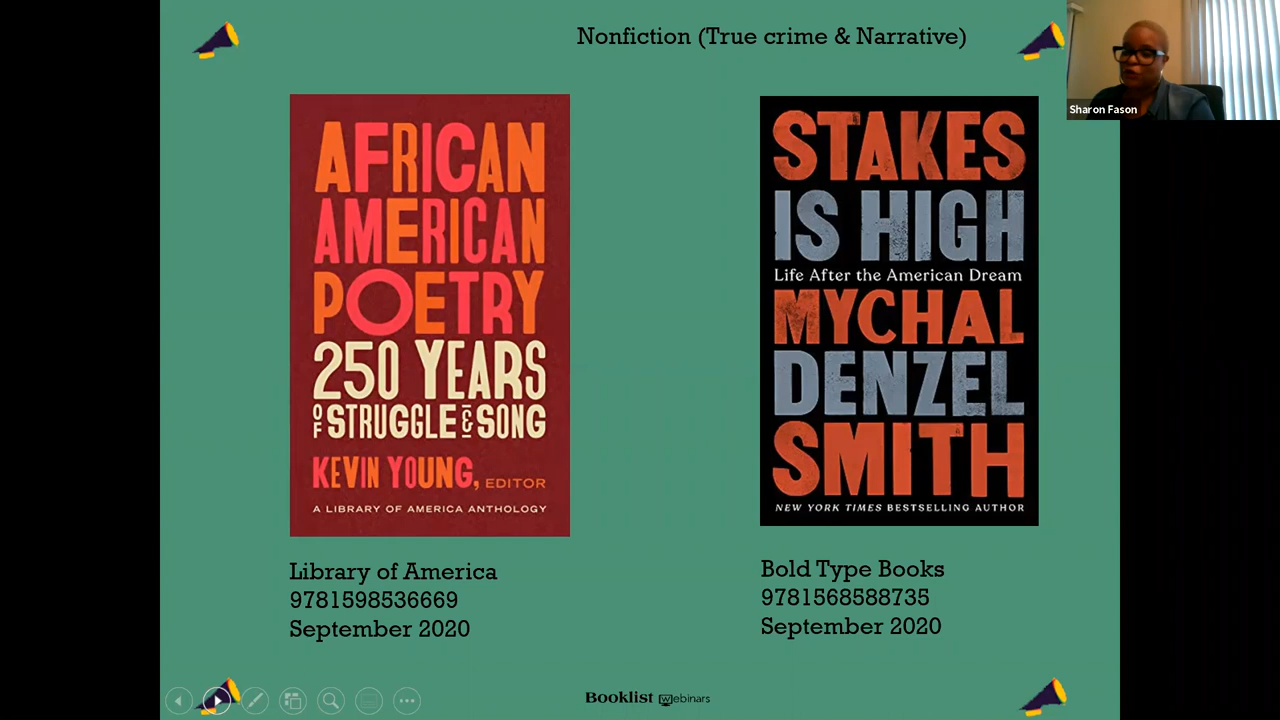 Nonfiction (True crime & Narrative)
Sharon Fason
AFRICAN
AMERICAN
POETRY
250 YEARS
OF STRUGGLE & SONG
KEVIN YOUNG, EDITOR
A LIBRARY OF AMERICA ANTHOLOGY
Library of America
9781598536669
September 2020
STAKES
IS HIGH
Life After the American Dream
MYCHAL
DENZEL
SMITH
NEW YORK TIMES BESTSELLING AUTHOR
Bold Type Books
9781568588735
September 2020
Booklist Webinars